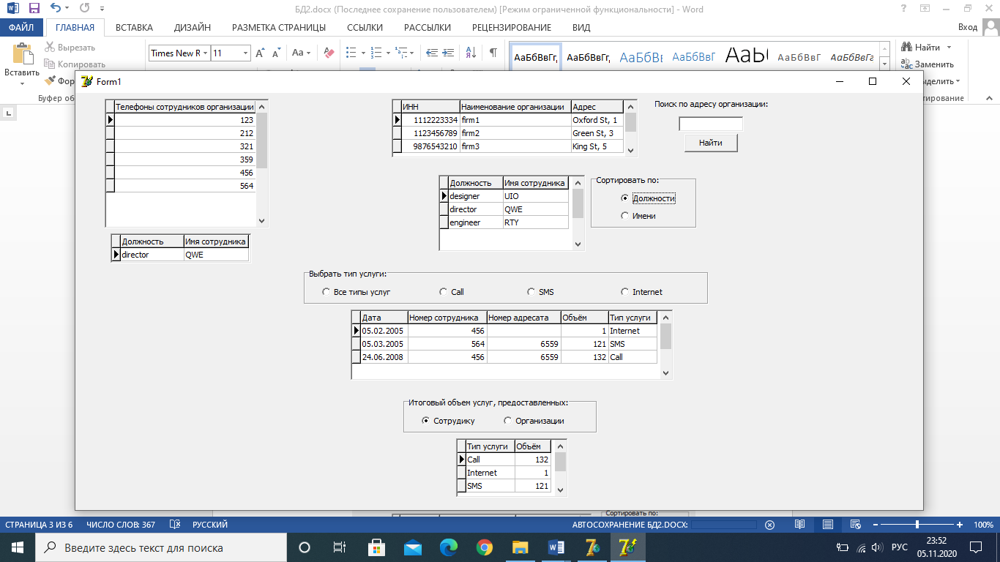 БД2.docx (Последнее сохранение пользователем) [Режим ограниченной функциональности] - Word
ФАЙЛ ГЛАВНАЯ ВСТАВКА ДИЗАЙН РАЗМЕТКА СТРАНИЦЫ ССЫЛКИ РАССЫЛКИ РЕЦЕНЗИРОВАНИЕ ВИД Вход
Вставить
Вырезать
Копировать
Фор
Буфер об
Times New R 11
АаБбВвГг, АаБбВвГг, АаБбВвГ АаБбВвГ АаБ АаБбВвГ АаБбВвГг
Найти
Заменить
ыделить
тирование
Form1
Телефоны сотрудников организации
123
212
321
359
456
564
Должность Имя сотрудника
director QWE
ИНН Наименование организации Адрес
1112223334 firm1 Oxford St, 1
1123456789 firm2 Green St, 3
9876543210 firm3 King St, 5
Поиск по адресу организации:
Найти
Должность Имя сотрудника
designer UIO
director QWE
engineer RTY
Сортировать по:
Должности
Имени
Выбрать тип услуги:
Все типы услуг Call SMS Internet
Дата Номер сотрудника Номер адресата Объём Тип услуги
05.02.2005 456 1 Internet
05.03.2005 564 6559 121 SMS
24.06.2008 456 6559 132 Call
Итоговый объем услуг, предоставленных:
Сотрудику Организации
Тип услуги Объём
Call 132
Internet 1
SMS 121
Сортировать по:
СТРАНИЦА 3 ИЗ 6 ЧИСЛО СЛОВ: 367 РУССКИЙ АВТОСОХРАНЕНИЕ БД2.DOCX: 100%
Введите здесь текст для поиска
РУС
23:52
05.11.2020